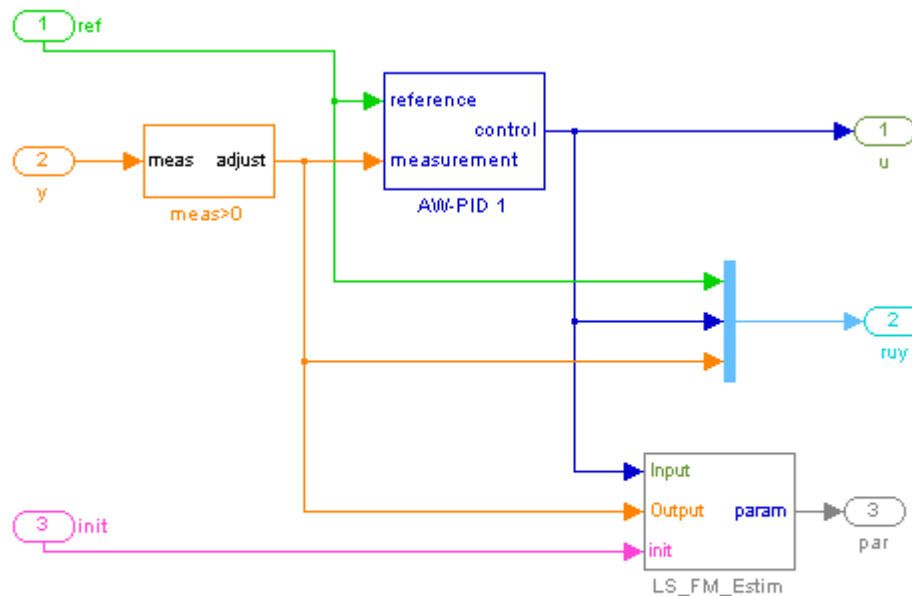 1
ref
reference
control
measurement
AW-PID 1
1
u
2
y
meas adjust
meas>0
2
ruy
Input
Output param
init
LS_FM_Estim
3
init
3
par